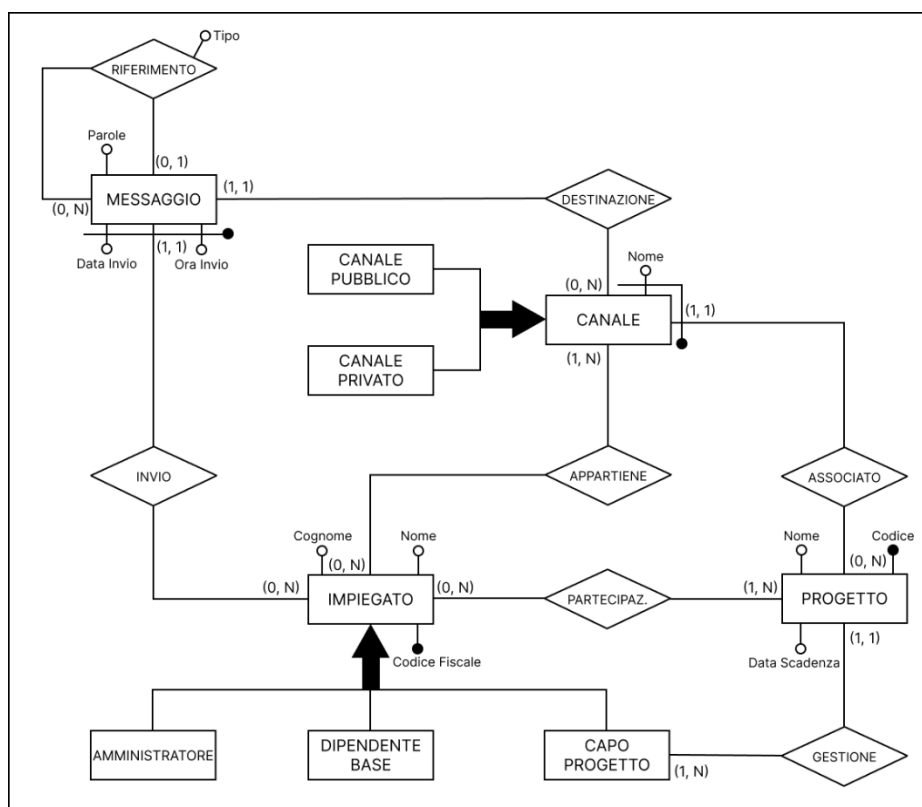 Tipo
RIFERIMENTO
Parole
(0, 1)
(1, 1)
MESSAGGIO
DESTINAZIONE
(0, N)
(1, 1)
Data Invio
Ora Invio
CANALE
PUBBLICO
Nome
(0, N)
CANALE
(1, 1)
CANALE
PRIVATO
(1, N)
INVIO
APPARTIENE
ASSOCIATO
Cognome
Nome
Nome
Codice
(0, N)
(0, N)
(0, N)
(0, N)
IMPIEGATO
PARTECIPAZ.
(1, N)
PROGETTO
(1, 1)
Codice Fiscale
Data Scadenza
AMMINISTRATORE
DIPENDENTE
BASE
CAPO
PROGETTO
(1, N)
GESTIONE